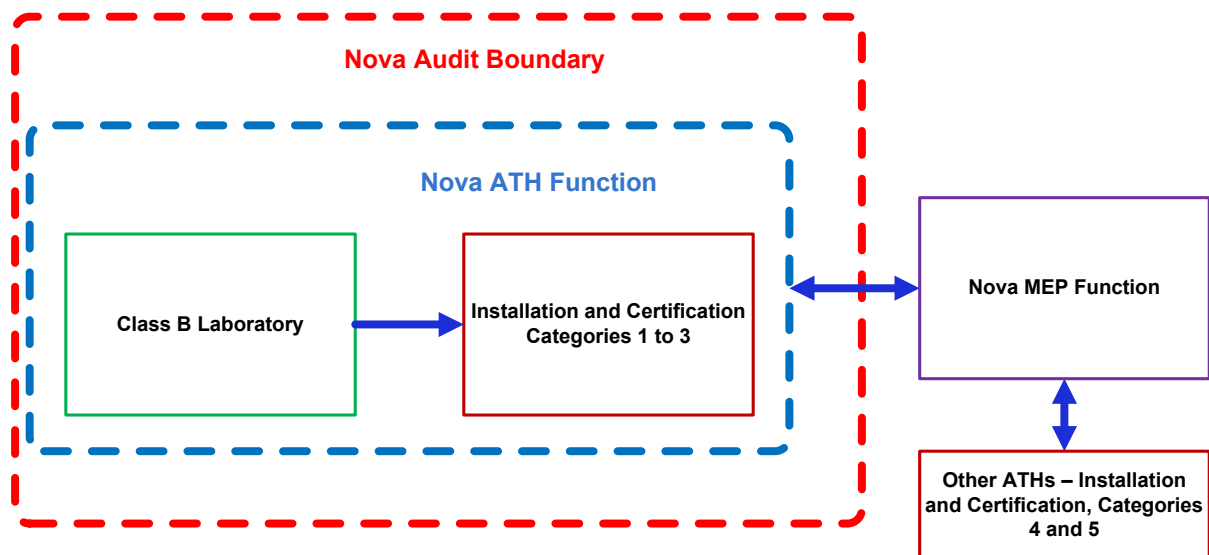 Nova Audit Boundary
Nova ATH Function
Class B Laboratory
Installation and Certification
Categories 1 to 3
Nova MEP Function
Other ATHs – Installation
and Certification, Categories
4 and 5